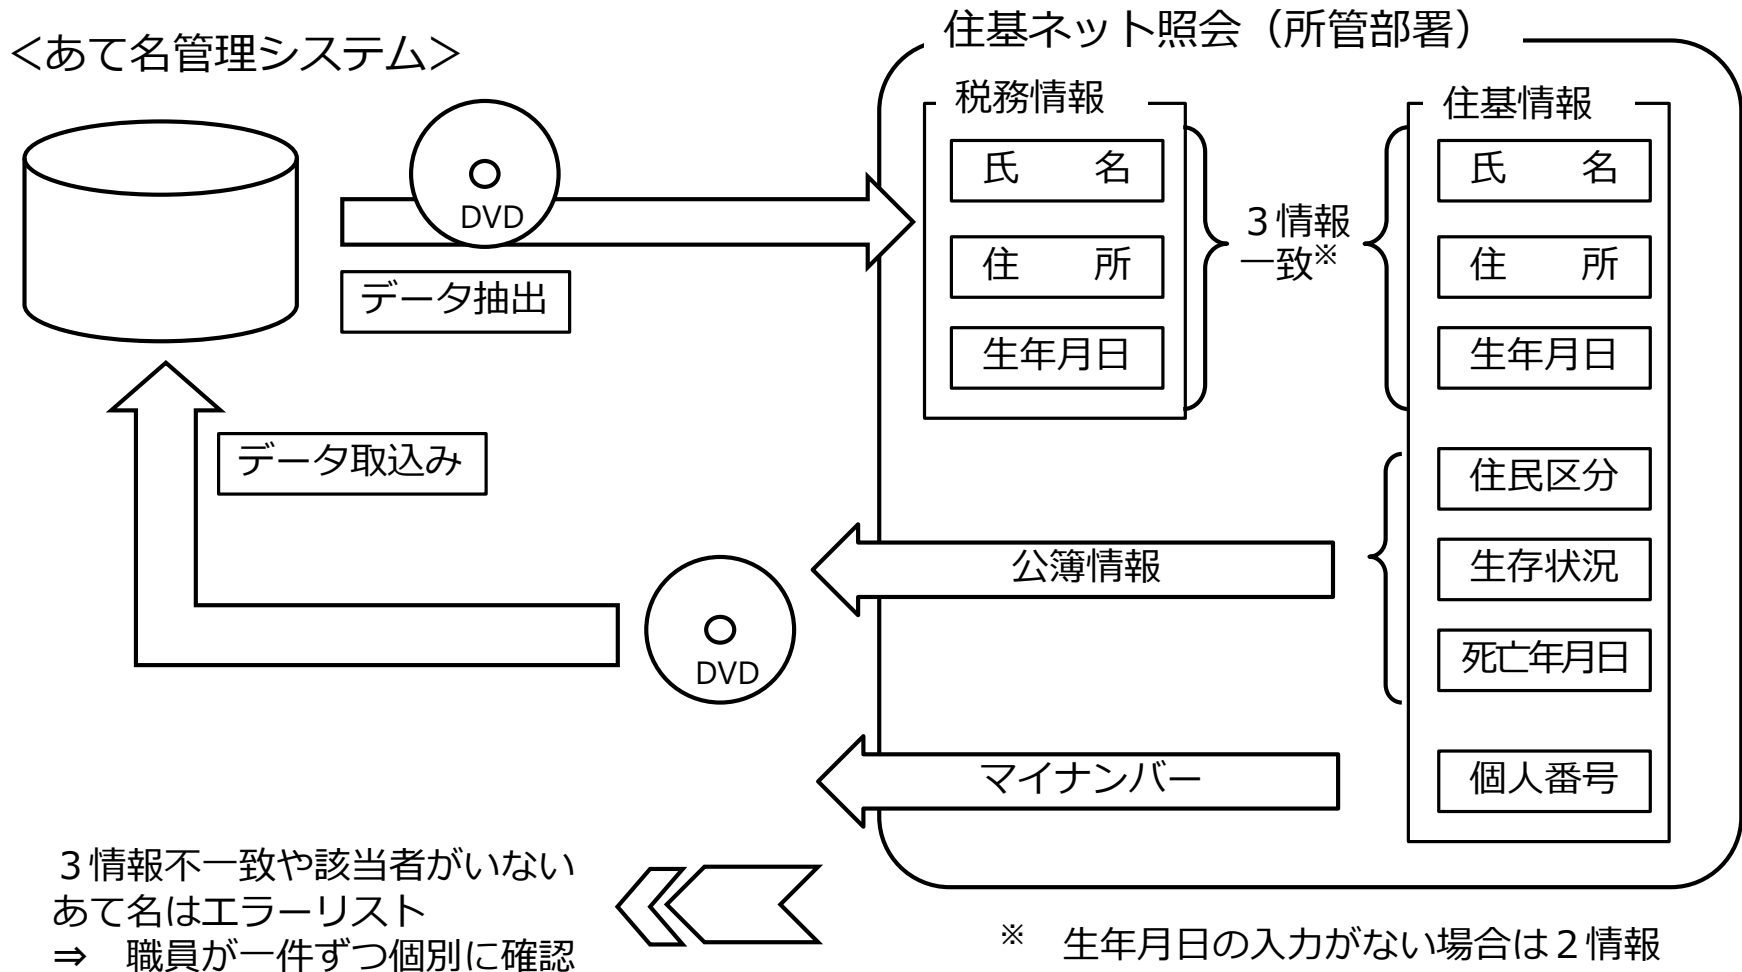 ＜あて名管理システム＞
住基ネット照会（所管部署）
税務情報
住基情報
DVD
データ抽出
氏　　名
住　　所
生年月日
３情報
一致※
氏　　名
住　　所
生年月日
住民区分
生存状況
死亡年月日
個人番号
データ取込み
公簿情報
DVD
マイナンバー
３情報不一致や該当者がいない
あて名はエラーリスト
⇒　職員が一件ずつ個別に確認
※　生年月日の入力がない場合は２情報